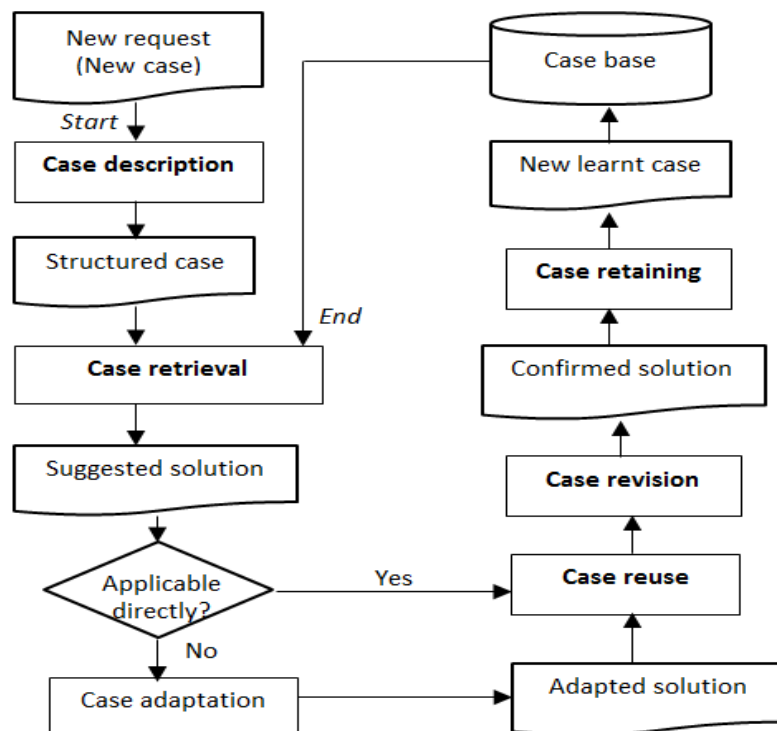 New request
(New case)
Start
Case description
Structured case
Case retrieval
Suggested solution
Applicable
directly?
Yes
No
Case adaptation
Adapted solution
Case reuse
Case revision
Confirmed solution
Case retaining
New learnt case
Case base
End